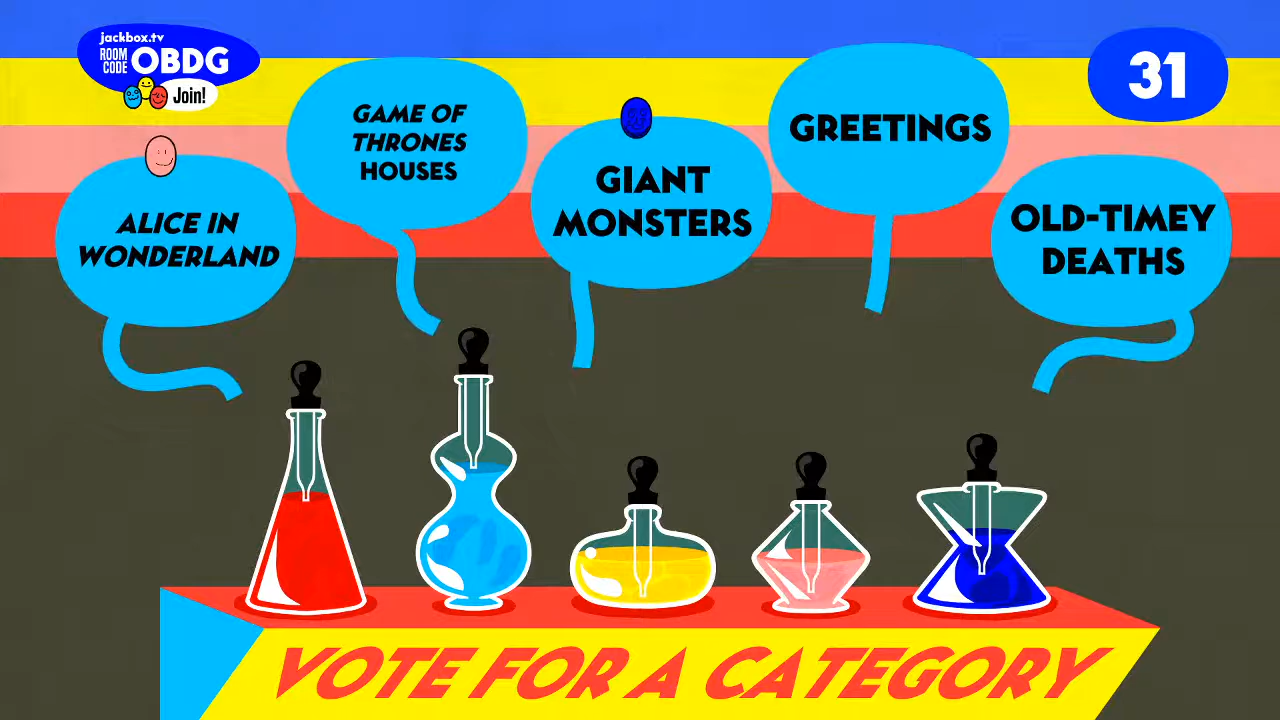 jackbox.tv
ROOM CODE OBDG
Join!
31
ALICE IN
WONDERLAND
GAME OF
THRONES
HOUSES
GIANT
MONSTERS
GREETINGS
OLD-TIMEY
DEATHS
VOTE FOR A CATEGORY